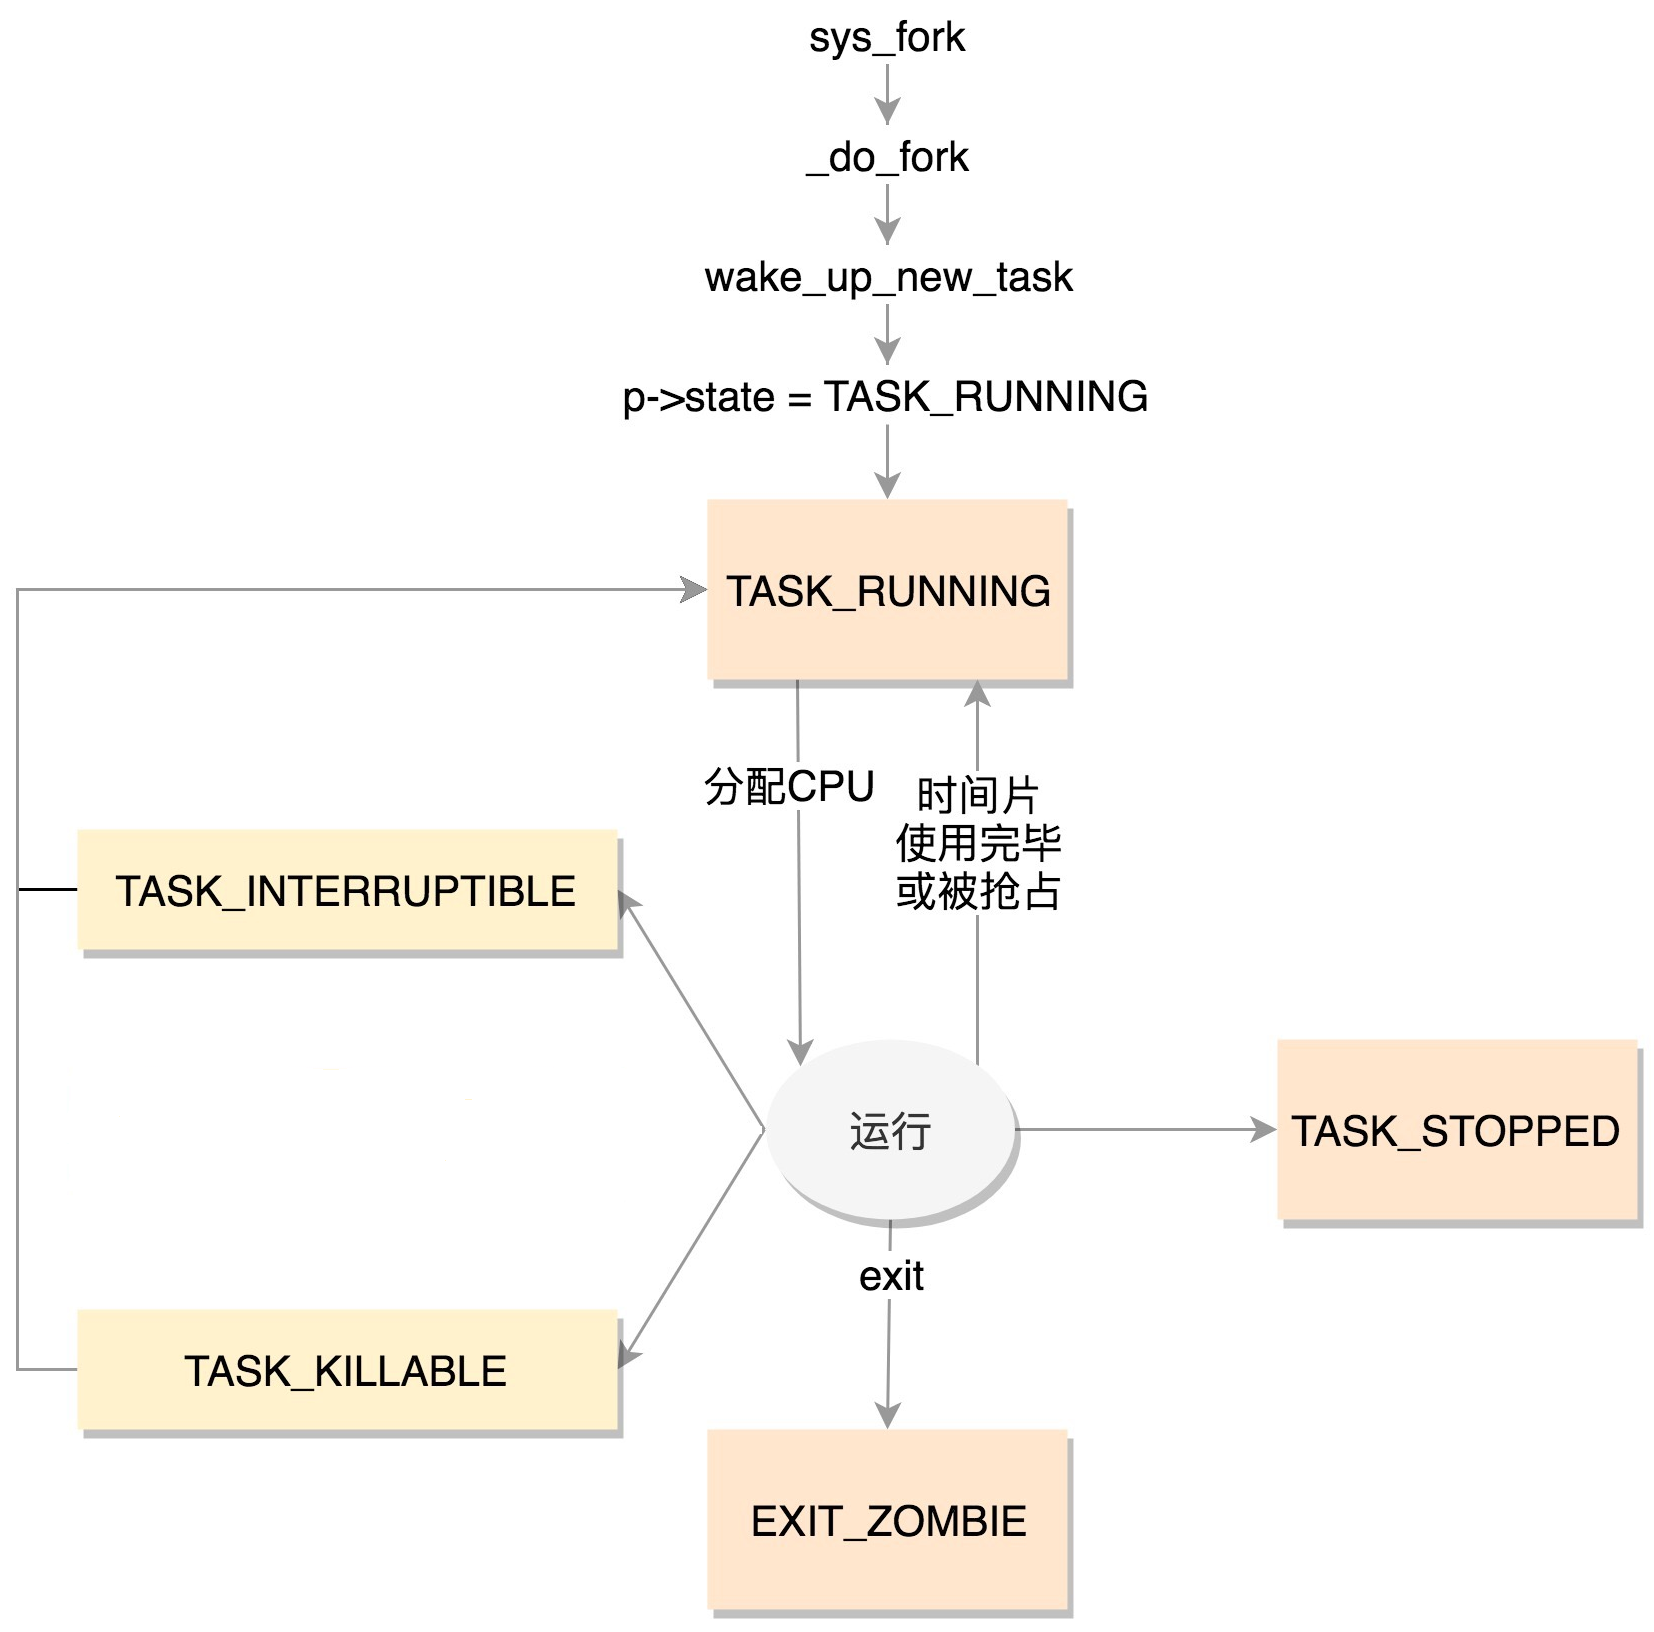 sys_fork
_do_fork
wake_up_new_task
p->state = TASK_RUNNING
TASK_RUNNING
分配CPU
时间片
使用完毕
或被抢占
TASK_INTERRUPTIBLE
运行
TASK_STOPPED
exit
TASK_KILLABLE
EXIT_ZOMBIE